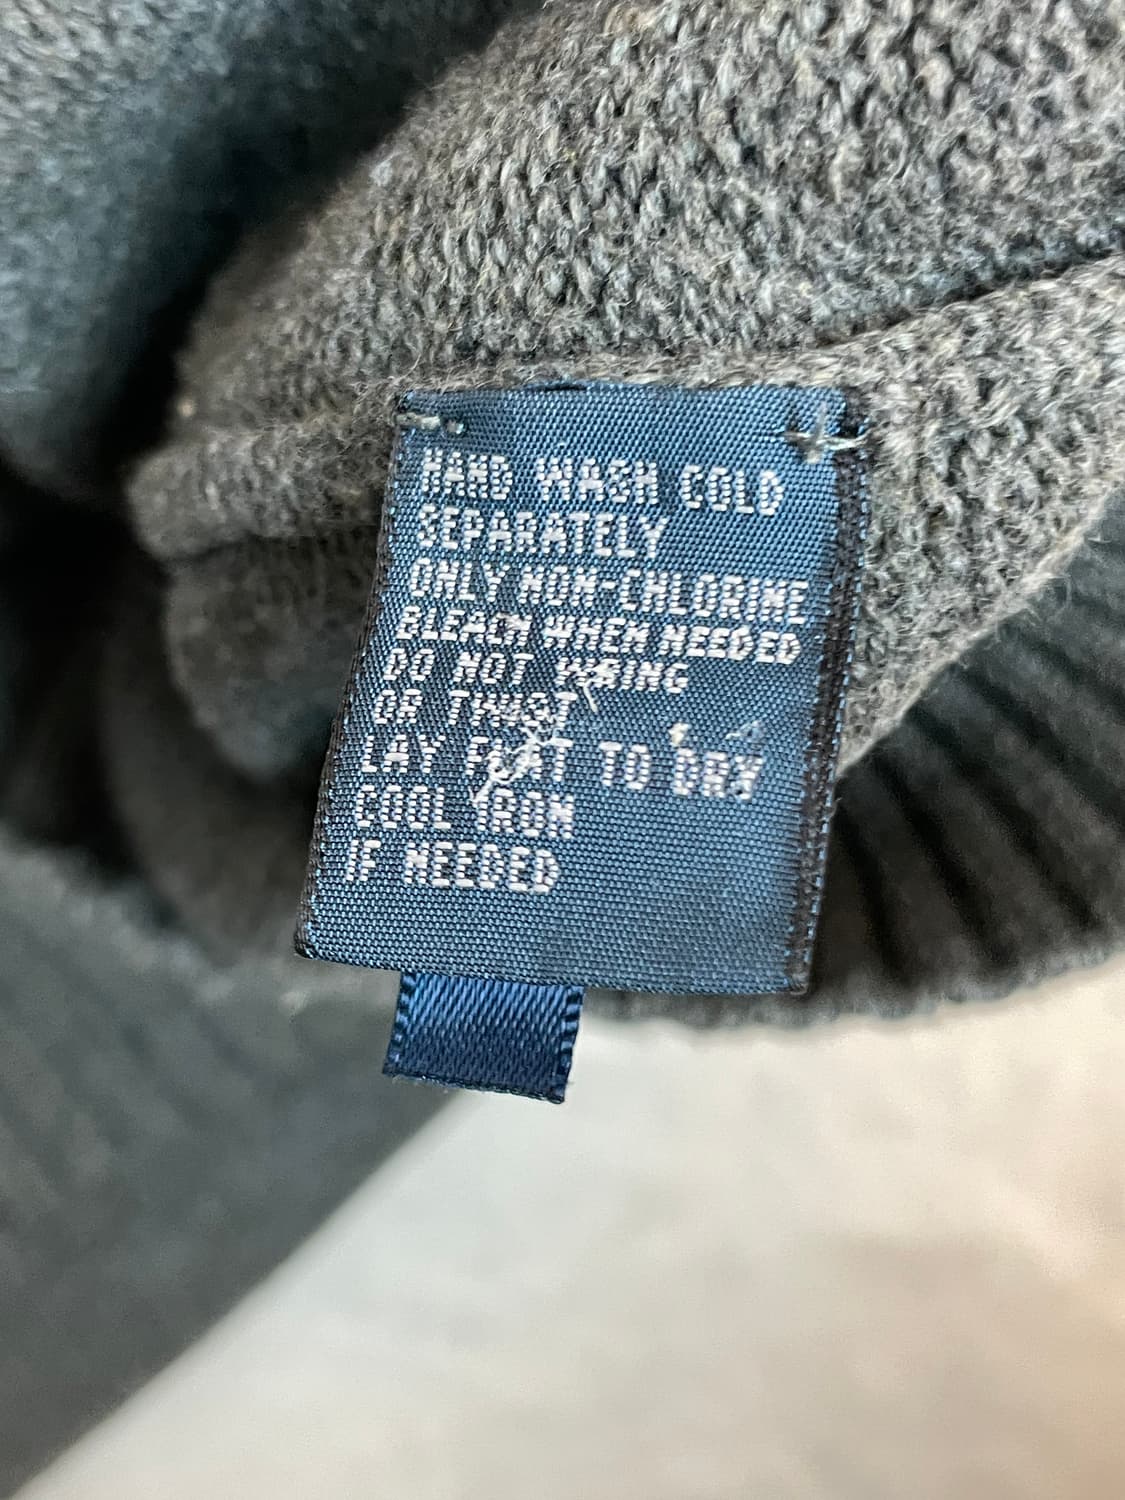 HAND WASH COLD
SEPARATELY
ONLY NON-CHLORINE
BLEACH WHEN NEEDED
DO NOT WRING
OR TWIST
LAY FLAT TO DRY
COOL IRON
IF NEEDED